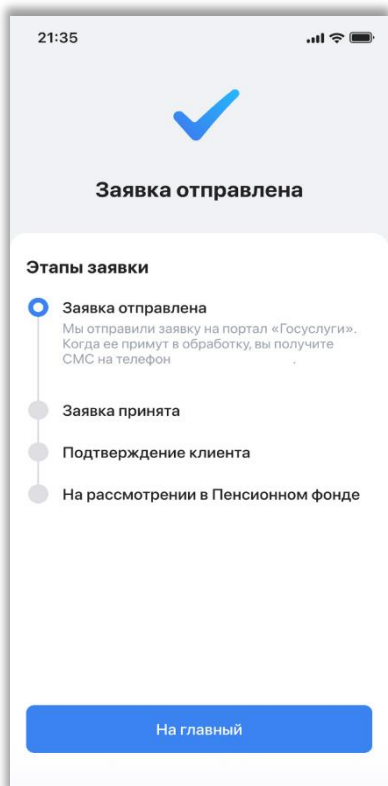 21:35
Заявка отправлена
Этапы заявки
Заявка отправлена
Мы отправили заявку на портал «Госуслуги».
Когда ее примут в обработку, вы получите
СМС на телефон .
Заявка принята
Подтверждение клиента
На рассмотрении в Пенсионном фонде
На главный